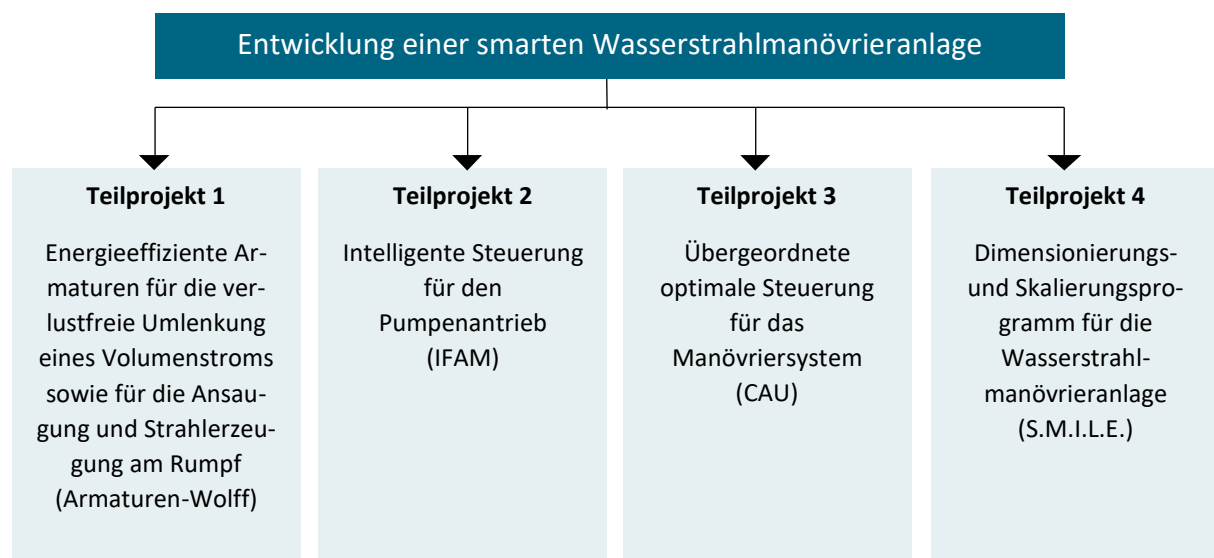 Entwicklung einer smarten Wasserstrahlmanövrieranlage
Teilprojekt 1
Energieeffiziente Ar-
maturen für die ver-
lustfreie Umlenkung
eines Volumenstroms
sowie für die Ansau-
gung und Strahlerzeu-
gung am Rumpf
(Armaturen-Wolff)
Teilprojekt 2
Intelligente Steuerung
für den
Pumpenantrieb
(IFAM)
Teilprojekt 3
Übergeordnete
optimale Steuerung
für das
Manövriersystem
(CAU)
Teilprojekt 4
Dimensionierungs-
und Skalierungspro-
gramm für die
Wasserstrahl-
manövrieranlage
(S.M.I.L.E.)